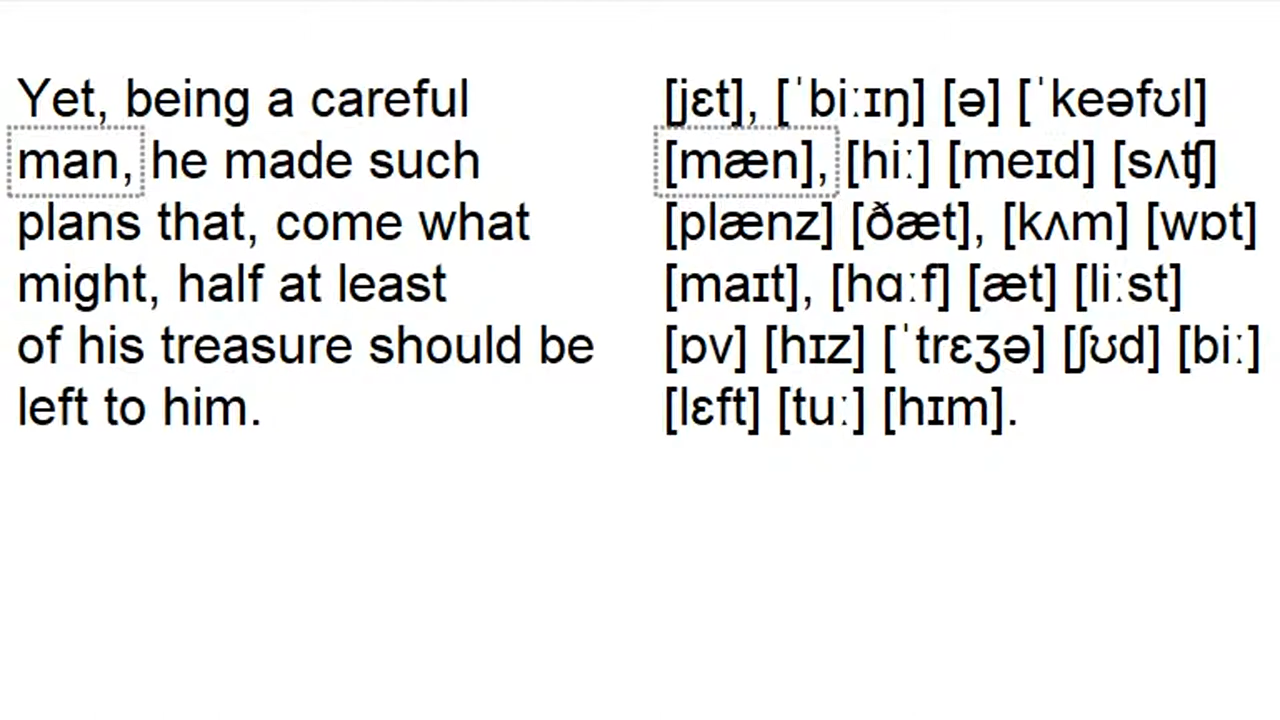 Yet, being a careful
man, he made such
plans that, come what
might, half at least
of his treasure should be
left to him.
[jɛt], [ˈbiːɪŋ] [ə] [ˈkeəfʊl]
[mæn], [hiː] [meɪd] [sʌʧ]
[plænz] [ðæt], [kʌm] [wɒt]
[maɪt], [hɑːf] [æt] [liːst]
[ɒv] [hɪz] [ˈtrɛʒə] [ʃʊd] [biː]
[lɛft] [tuː] [hɪm].